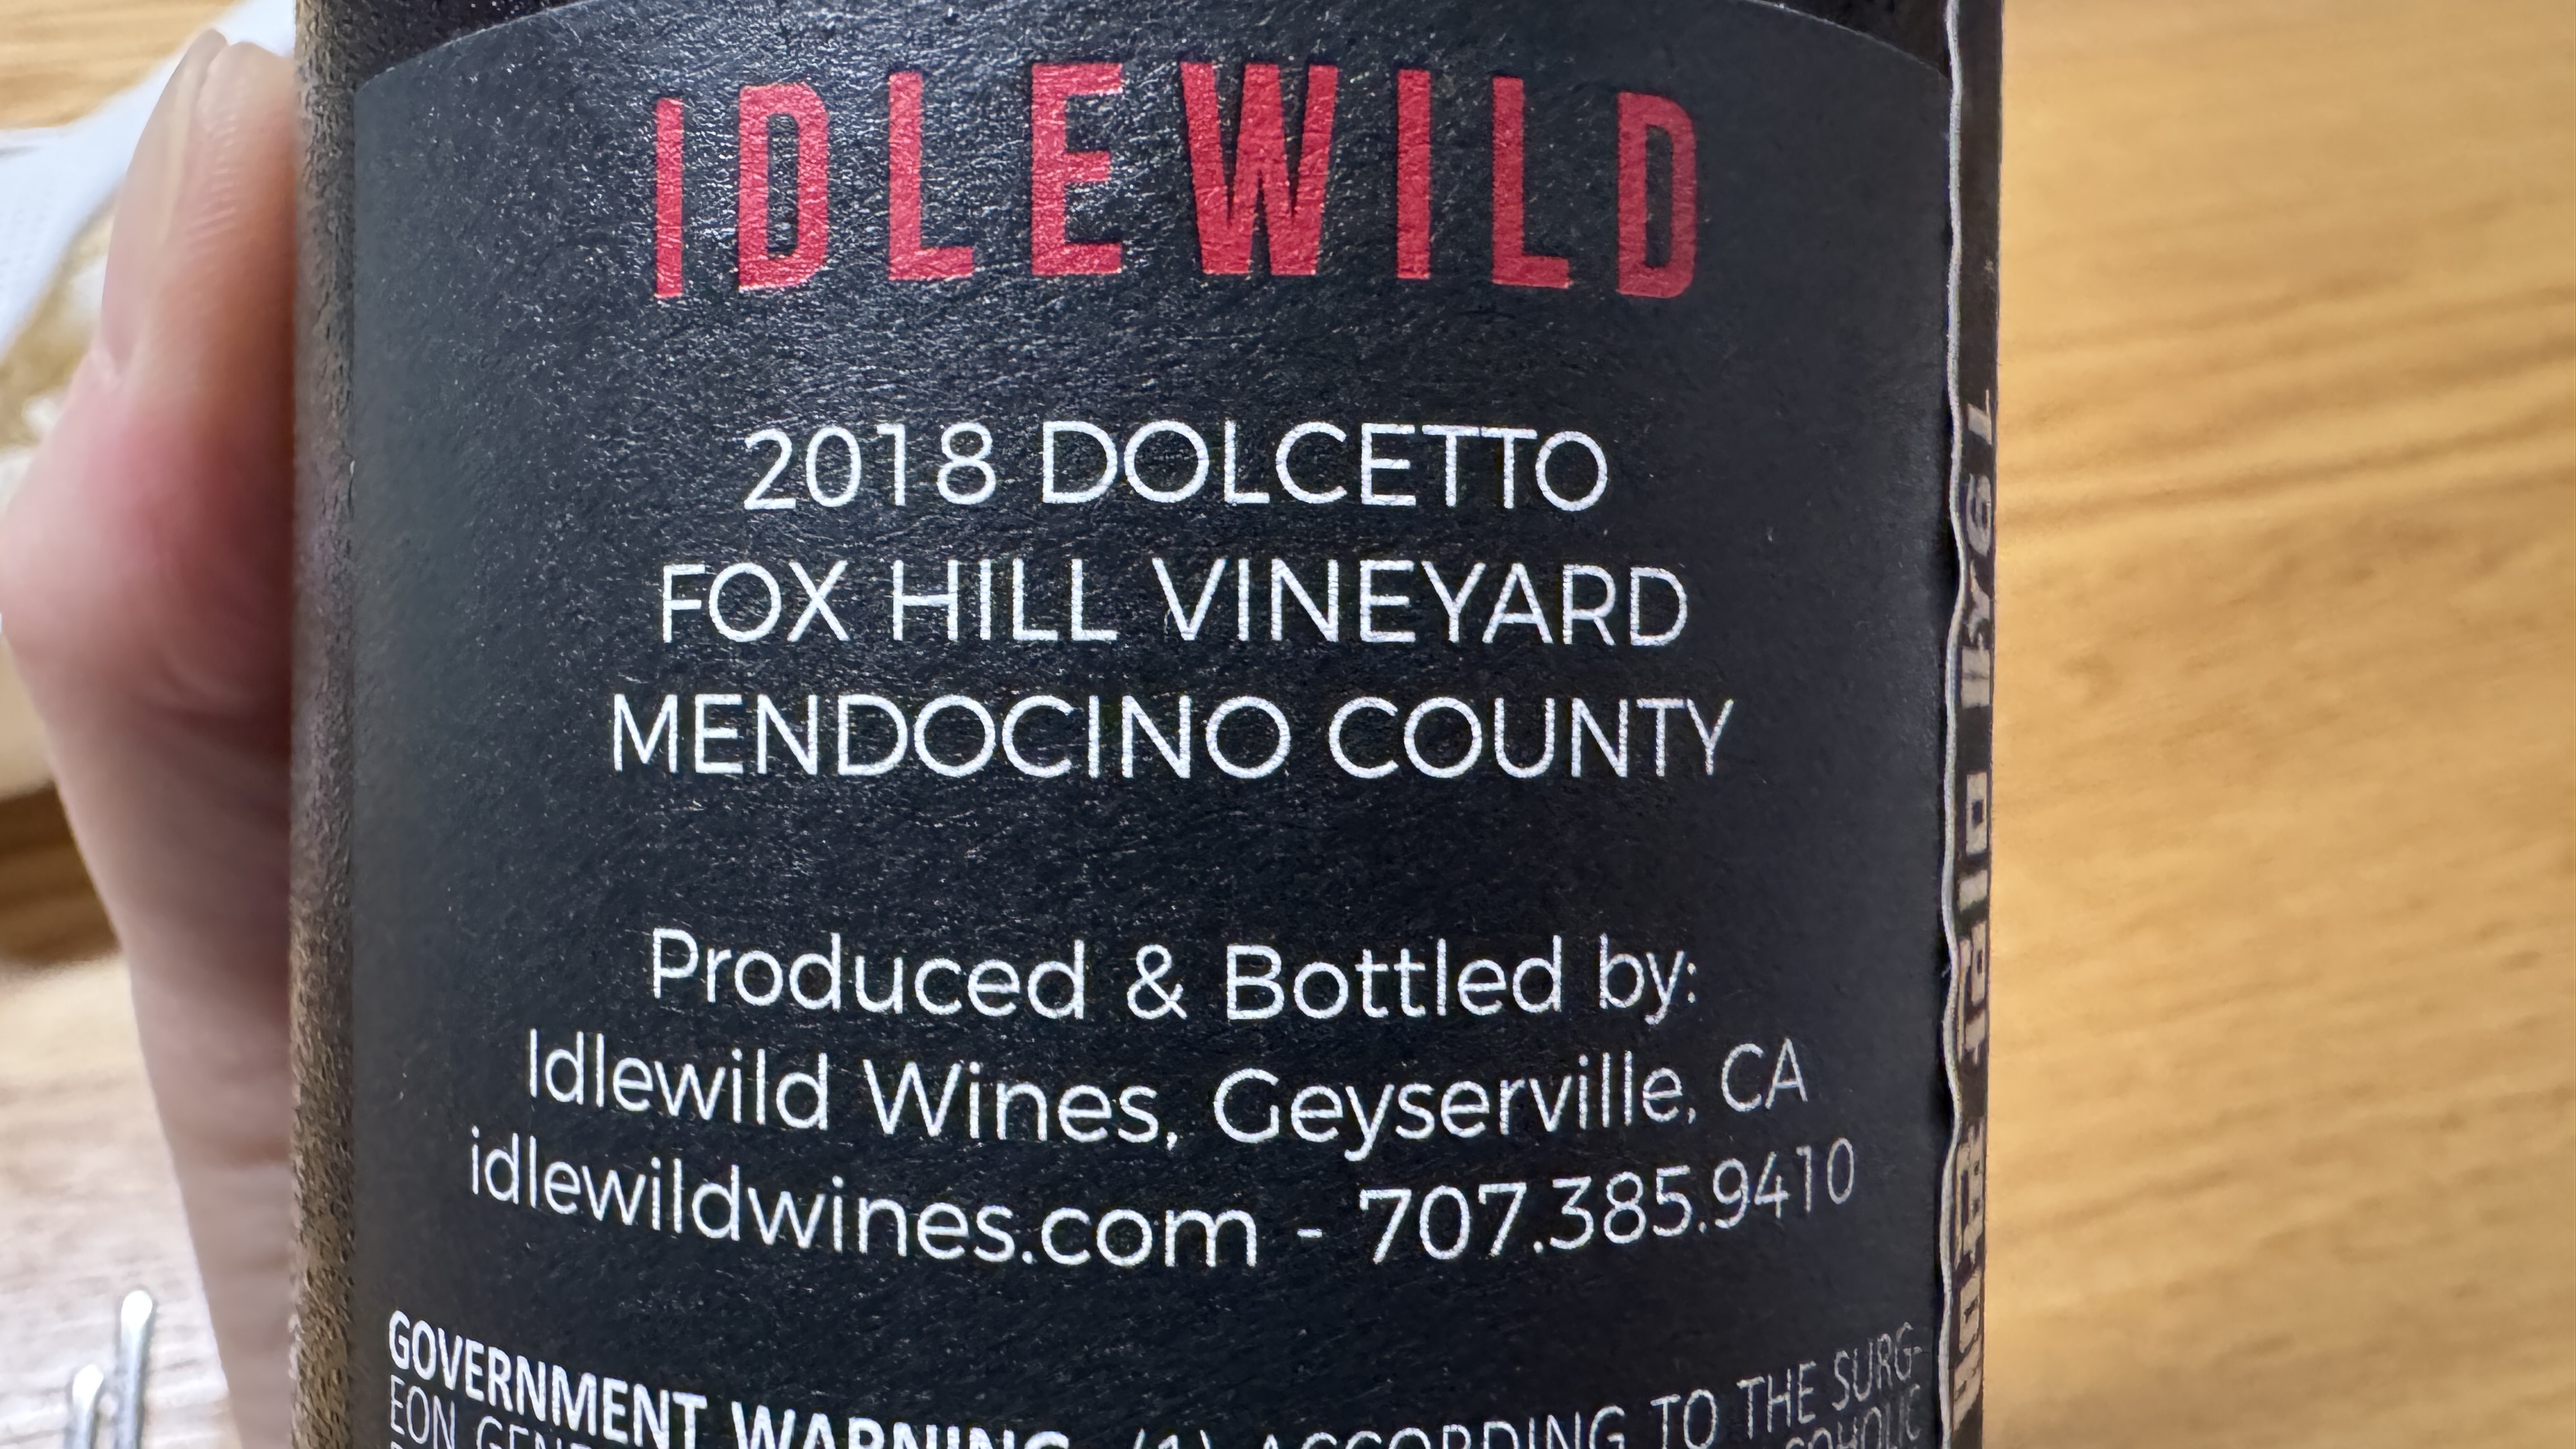 IDLEWILD
2018 DOLCETTO
FOX HILL VINEYARD
MENDOCINO COUNTY
Produced & Bottled by:
Idlewild Wines, Geyserville, CA
idlewildwines.com - 707.385.9410
GOVERNMENT WARNING: (1) ACCORDING TO THE SURG-
EON